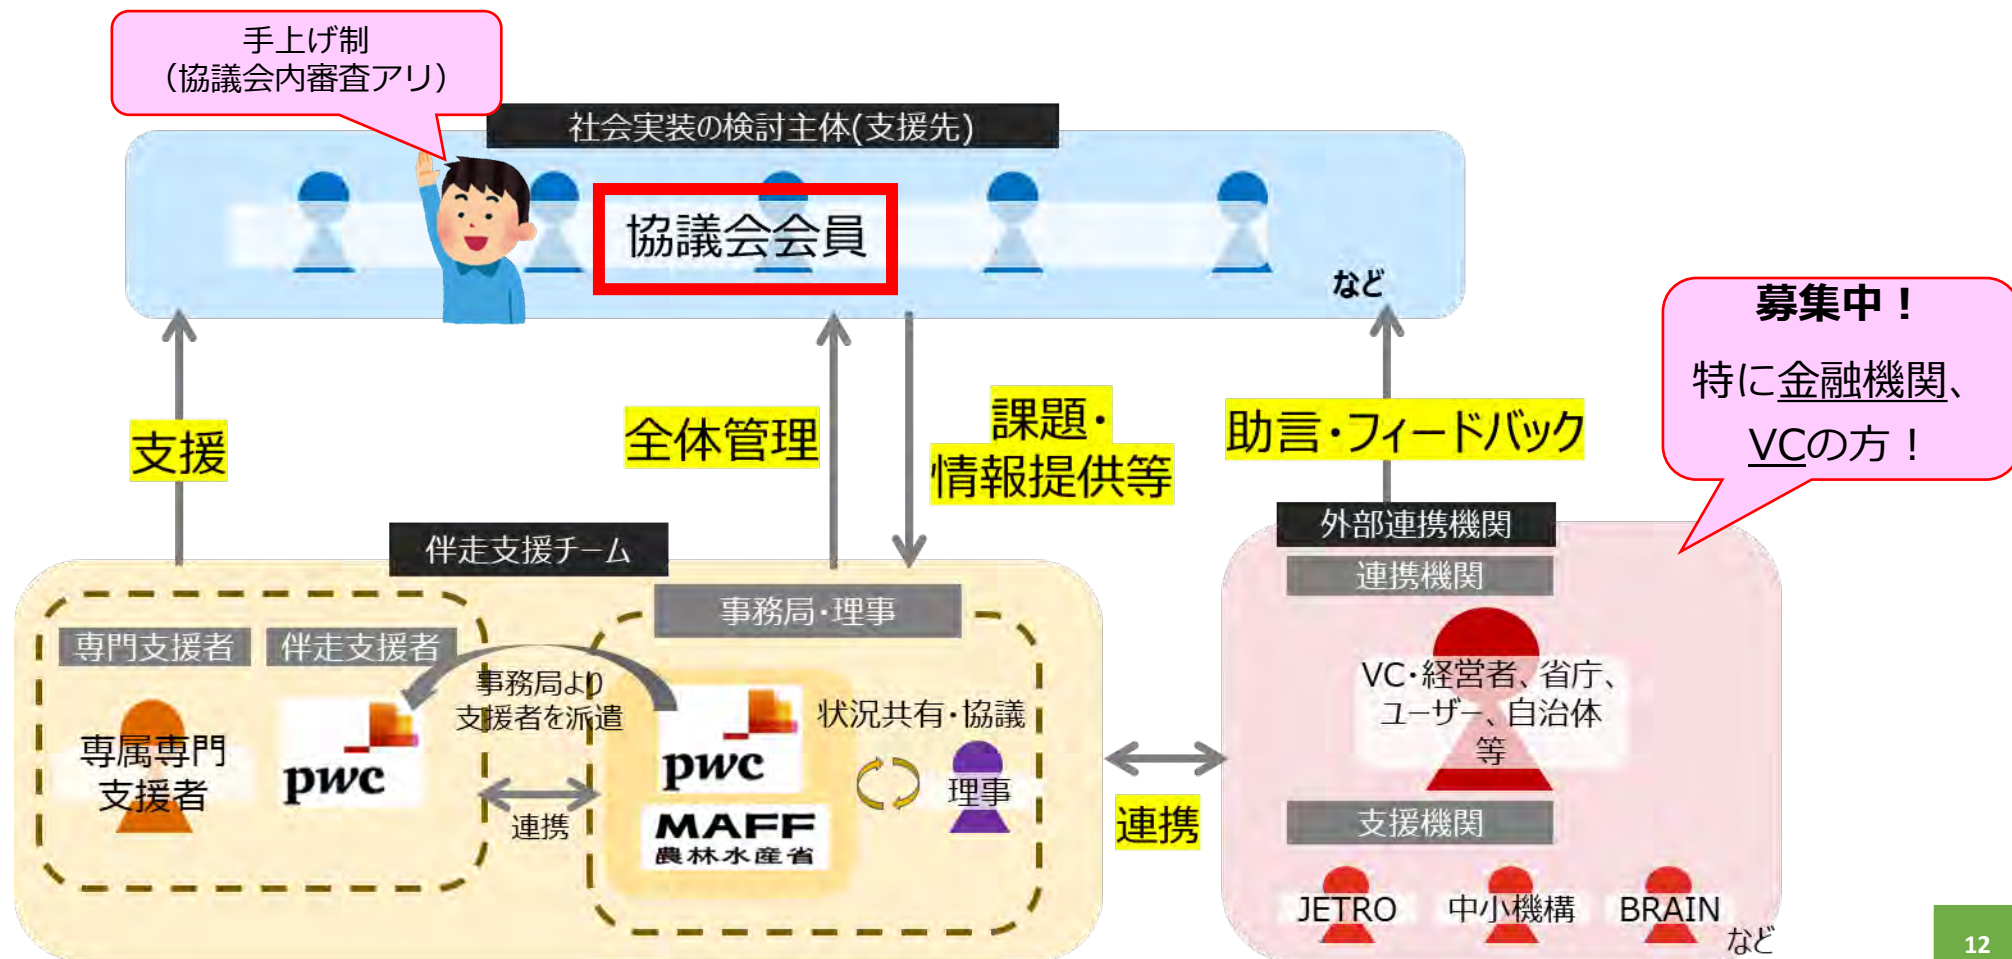 手上げ制
（協議会内審査アリ）
社会実装の検討主体(支援先)
協議会会員
など
募集中！
特に金融機関、
VCの方！
支援
全体管理
課題・
情報提供等
助言・フィードバック
伴走支援チーム
外部連携機関
連携機関
事務局・理事
専門支援者
伴走支援者
事務局より
支援者を派遣
状況共有・協議
専属専門
支援者
pwc
pwc
理事
連携
MAFF
農林水産省
連携
VC・経営者、省庁、
ユーザー、自治体
等
支援機関
JETRO
中小機構
BRAIN
など
12